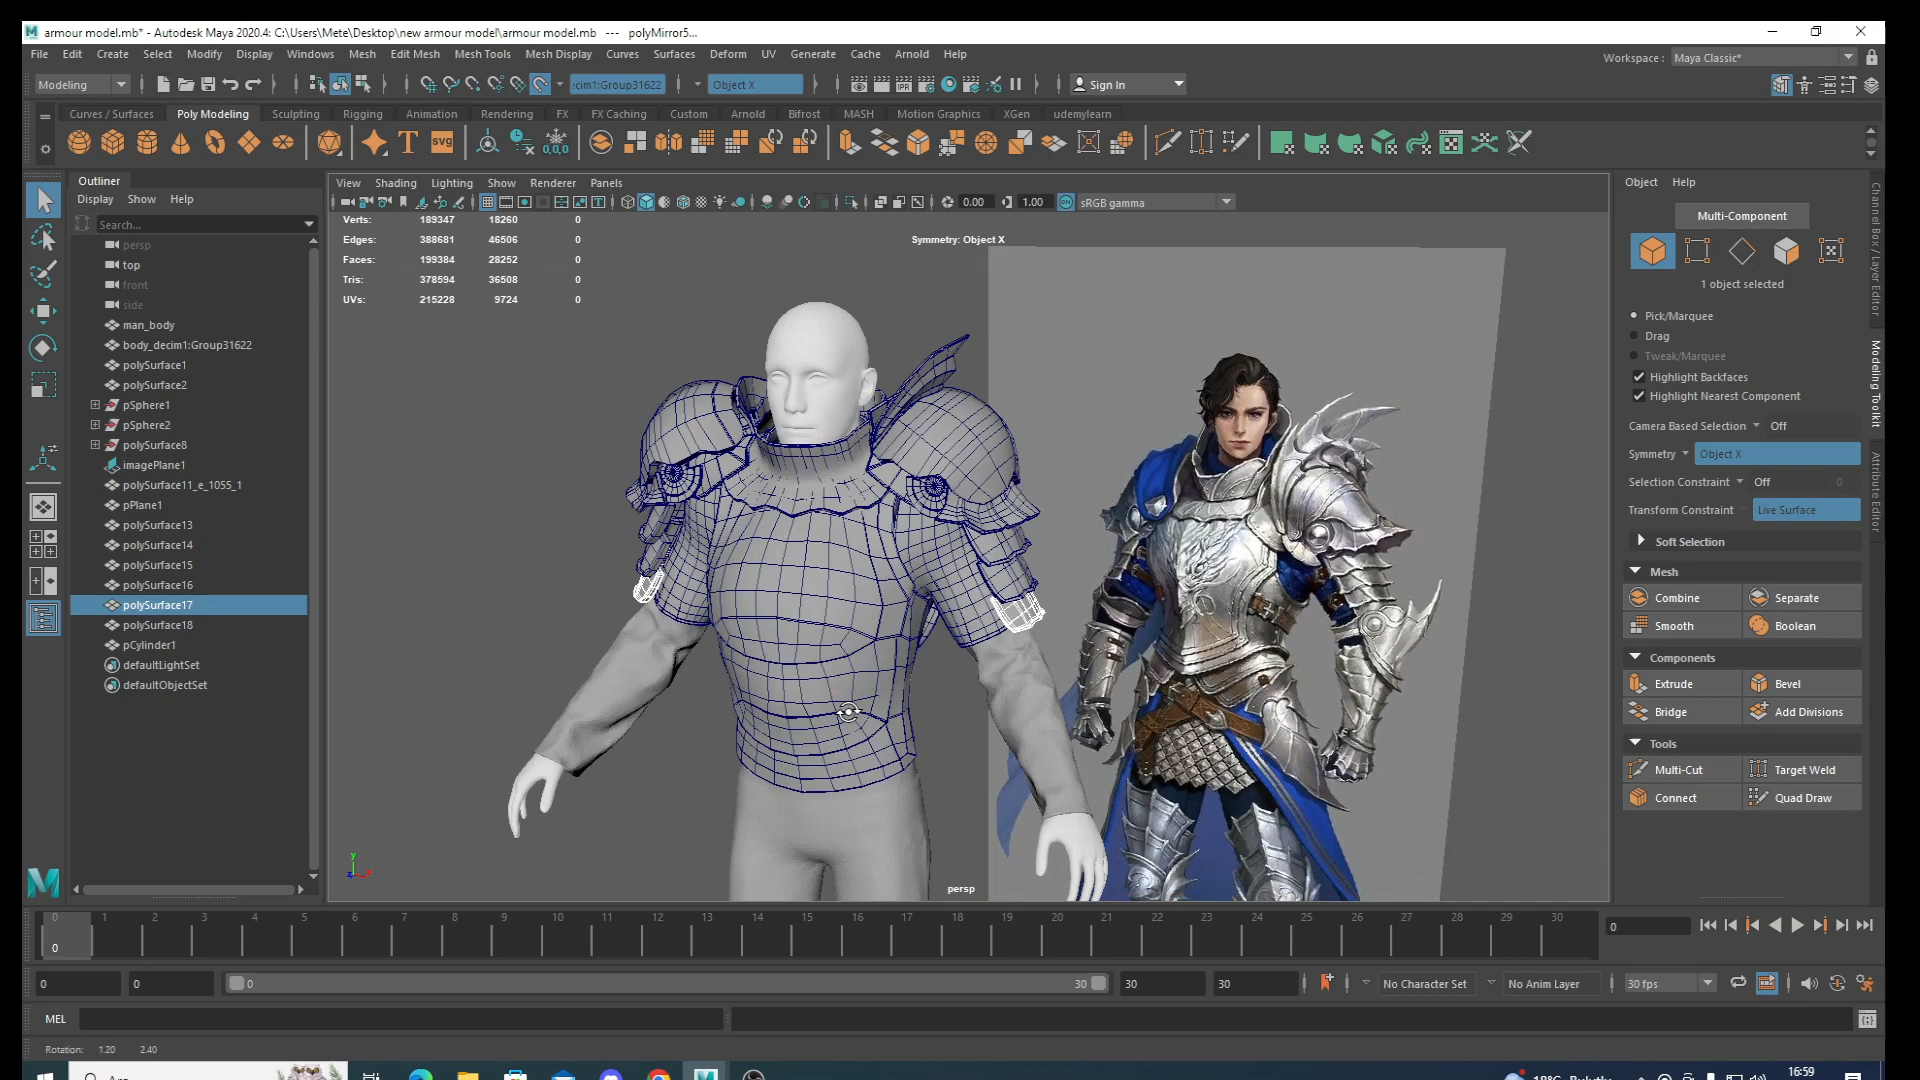 armour model.mb* - Autodesk Maya 2020.4: C:\Users\Mete\Desktop\new armour model\armour model.mb --- polyMirror5...
File Edit Create Select Modify Display Windows Mesh Edit Mesh Mesh Tools Mesh Display Curves Surfaces Deform UV Generate Cache Arnold Help
Workspace : Maya Classic*
Modeling
:cim1:Group31622
Object X
Sign In
Curves / Surfaces Poly Modeling Sculpting Rigging Animation Rendering FX FX Caching Custom Arnold Bifrost MASH Motion Graphics XGen udemylearn
T SVG 0,0,0
Outliner
Display Show Help
Search...
persp
top
front
side
man_body
body_decim1:Group31622
polySurface1
polySurface2
pSphere1
pSphere2
polySurface8
imagePlane1
polySurface11_e_1055_1
pPlane1
polySurface13
polySurface14
polySurface15
polySurface16
polySurface17
polySurface18
pCylinder1
defaultLightSet
defaultObjectSet
View Shading Lighting Show Renderer Panels
0.00 1.00 sRGB gamma
Verts: 189347 18260 0
Edges: 388681 46506 0
Faces: 199384 28252 0
Tris: 378594 36508 0
UVs: 215228 9724 0
Symmetry: Object X
persp
Object Help
Multi-Component
1 object selected
Pick/Marquee
Drag
Tweak/Marquee
Highlight Backfaces
Highlight Nearest Component
Camera Based Selection Off
Symmetry Object X
Selection Constraint Off 0
Transform Constraint Live Surface
Soft Selection
Mesh
Combine Separate
Smooth Boolean
Components
Extrude Bevel
Bridge Add Divisions
Tools
Multi-Cut Target Weld
Connect Quad Draw
Channel Box / Layer Editor
Modeling Toolkit
Attribute Editor
0 1 2 3 4 5 6 7 8 9 10 11 12 13 14 15 16 17 18 19 20 21 22 23 24 25 26 27 28 29 30
0
0
0 0 0 30 30 30 No Character Set No Anim Layer 30 fps
MEL
Rotation: 1.20 2.40
16:59